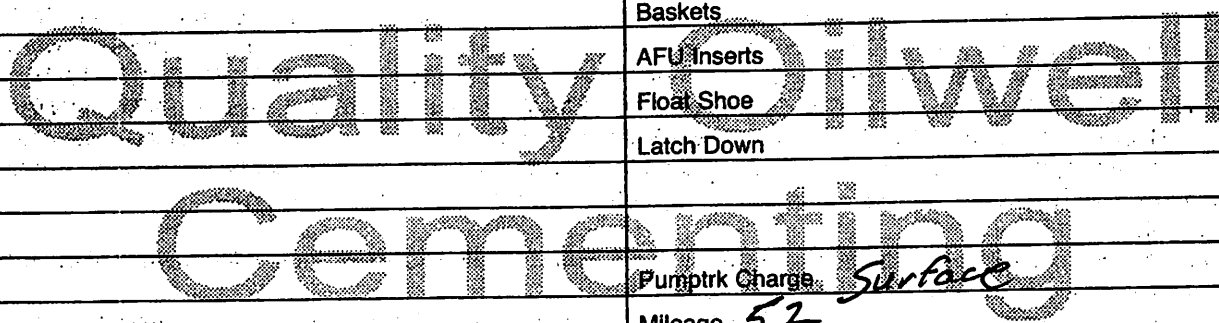 Baskets
Quality Oilwell
AFU Inserts
Float Shoe
Latch Down
Cementing
Pumptrk Charge Surface
Mileage 52